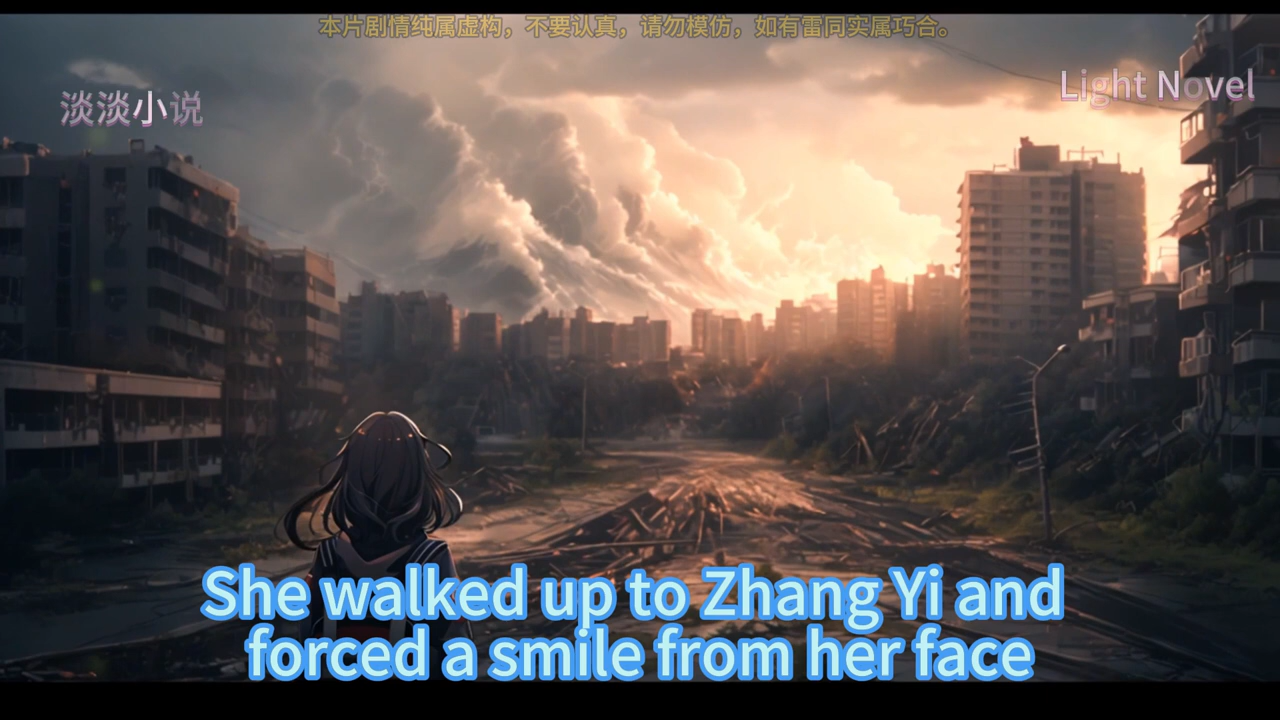 本片剧情纯属虚构，不要认真，请勿模仿，如有雷同实属巧合。
淡淡小说
Light Novel
She walked up to Zhang Yi and
forced a smile from her face